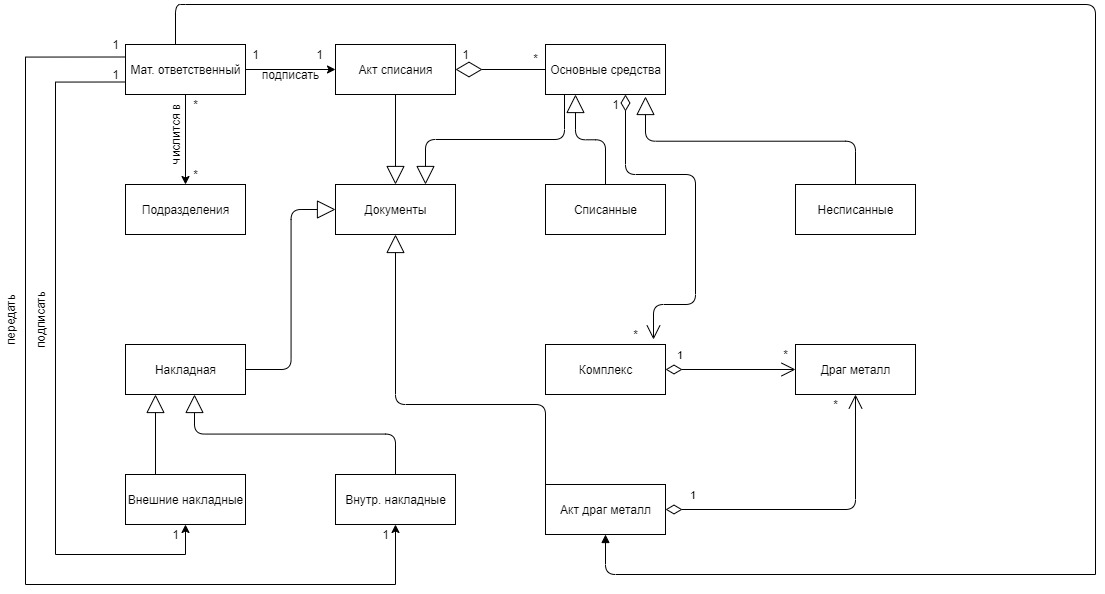 1
Мат. ответственный
1
1
подписать
1
Акт списания
1
*
Основные средства
1
*
числится в
*
Подразделения
Документы
Списанные
Несписанные
передать
подписать
*
Накладная
Комплекс
1
*
Драг металл
*
Внешние накладные
Внутр. накладные
Акт драг металл
1
1
1